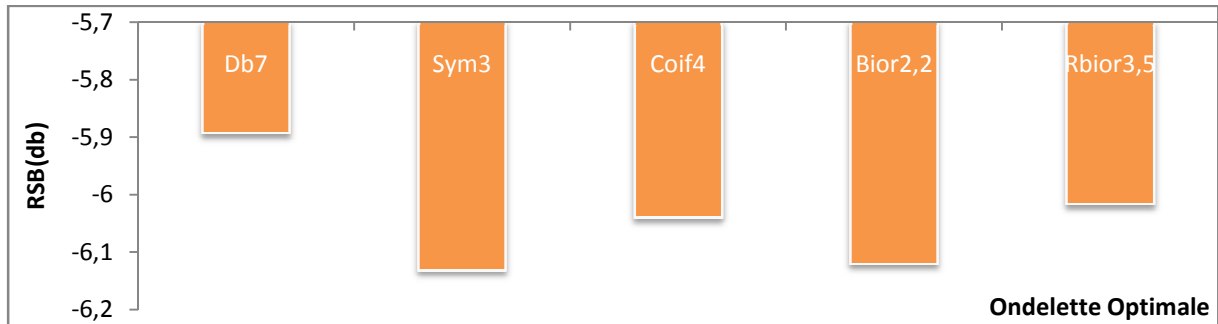 -5,7
-5,8
-5,9
-6
-6,1
-6,2
RSB(db)
Db7
Sym3
Coif4
Bior2,2
Rbior3,5
Ondelette Optimale